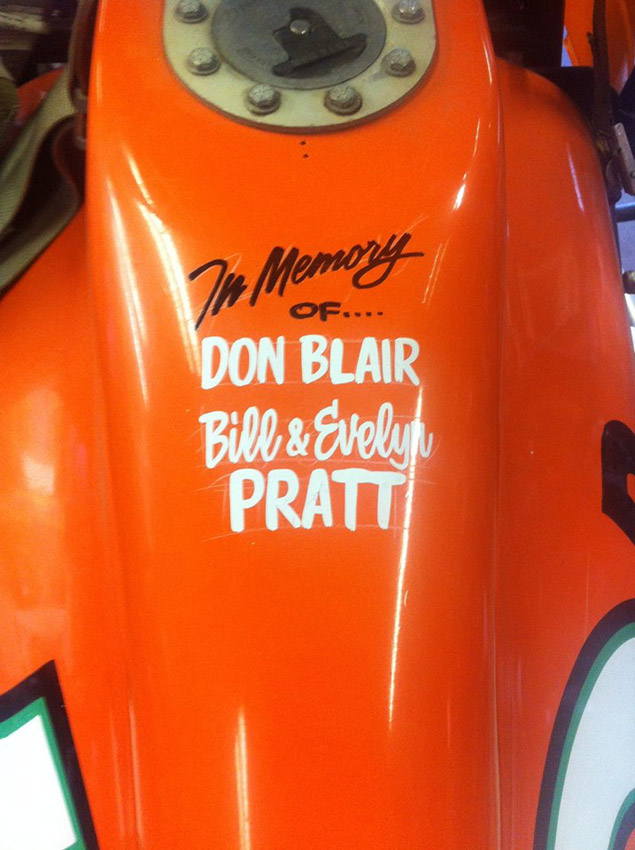 In Memory
OF....
DON BLAIR
Bill & Evelyn
PRATT